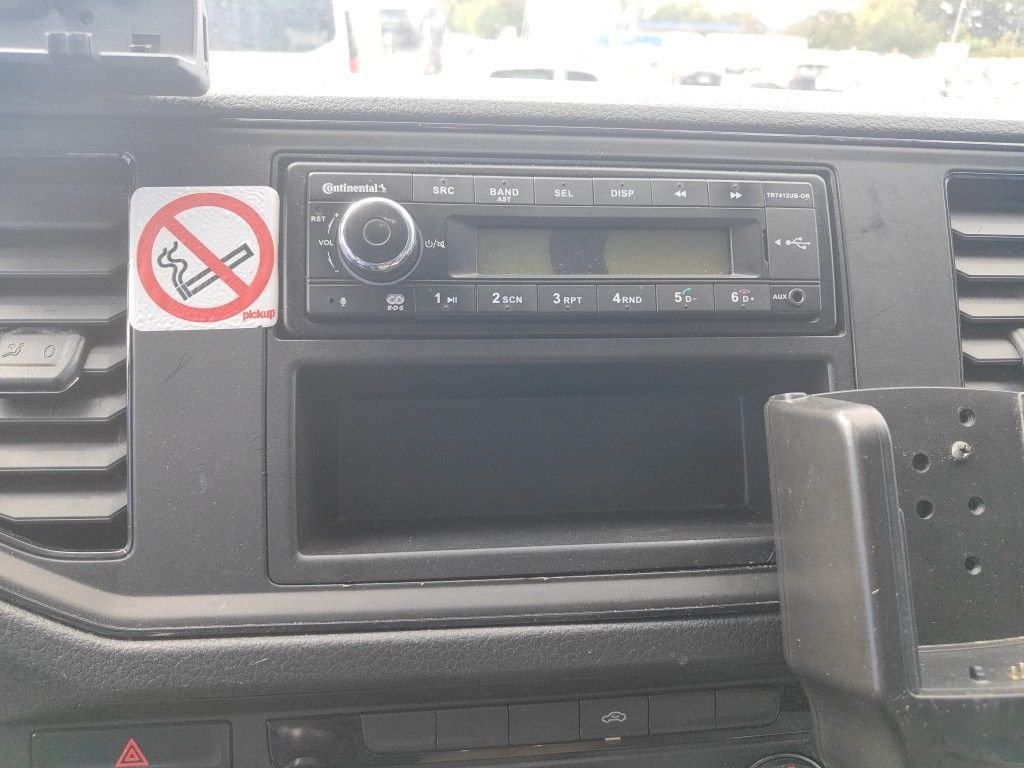 Continental
SRC
BAND
AST
SEL
DISP
TR7412UB-OR
RST
VOL
+
-
RDS
1
2 SCN
3 RPT
4 RND
5 D-
6 D+
AUX
pickup
0